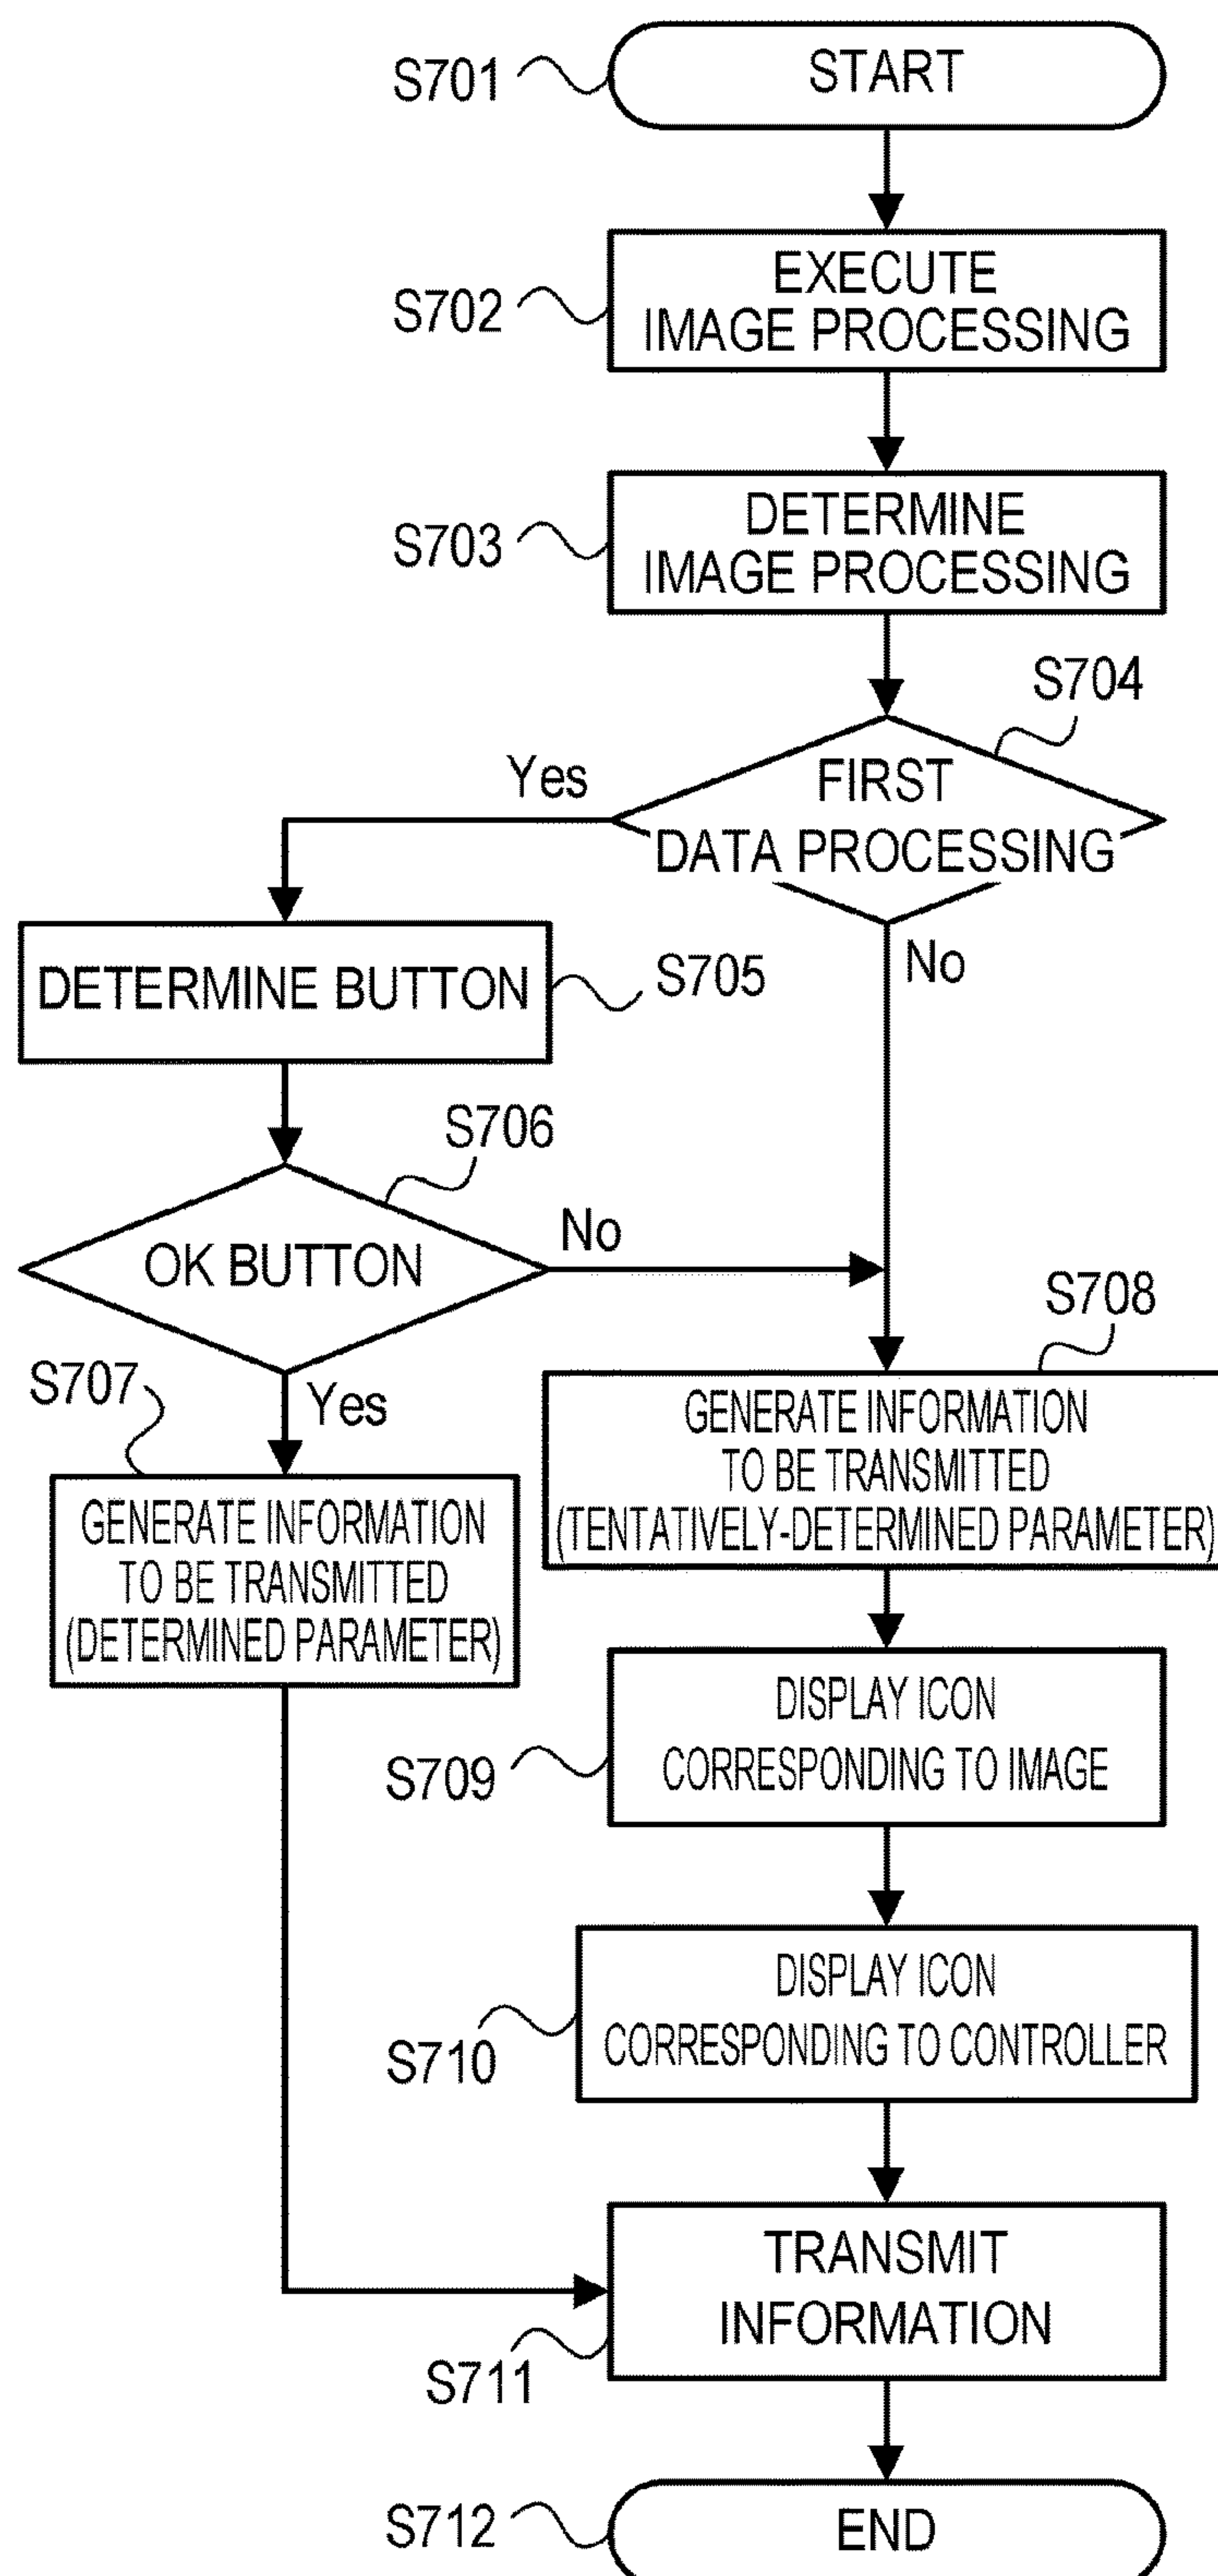 S701
START
S702
EXECUTE
IMAGE PROCESSING
S703
DETERMINE
IMAGE PROCESSING
S704
FIRST
DATA PROCESSING
Yes
No
DETERMINE BUTTON
S705
S706
OK BUTTON
No
Yes
S707
GENERATE INFORMATION
TO BE TRANSMITTED
(DETERMINED PARAMETER)
S708
GENERATE INFORMATION
TO BE TRANSMITTED
(TENTATIVELY-DETERMINED PARAMETER)
S709
DISPLAY ICON
CORRESPONDING TO IMAGE
S710
DISPLAY ICON
CORRESPONDING TO CONTROLLER
S711
TRANSMIT
INFORMATION
S712
END